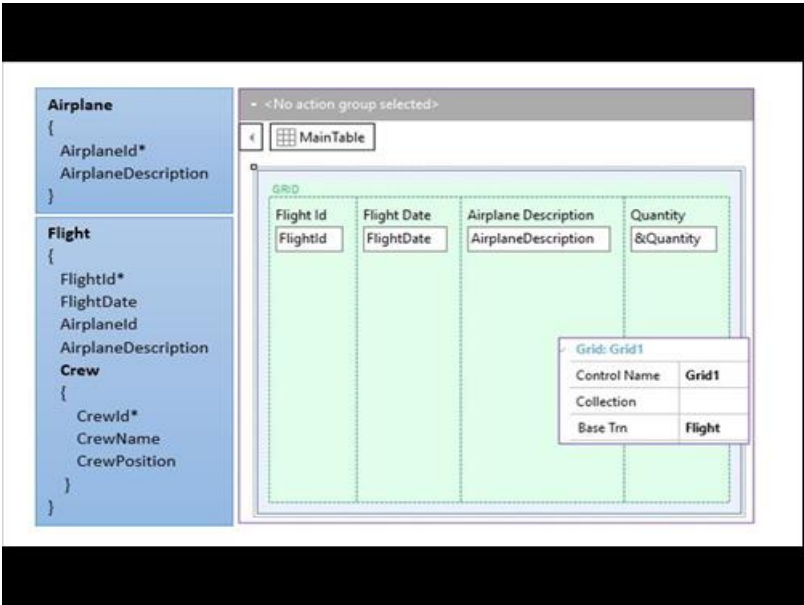 Airplane
{
AirplaneId*
AirplaneDescription
}
Flight
{
FlightId*
FlightDate
AirplaneId
AirplaneDescription
Crew
{
CrewId*
CrewName
CrewPosition
}
}
<No action group selected>
MainTable
GRID
Flight Id Flight Date Airplane Description Quantity
FlightId FlightDate AirplaneDescription &Quantity
Grid: Grid1
Control Name Grid1
Collection
Base Trn Flight